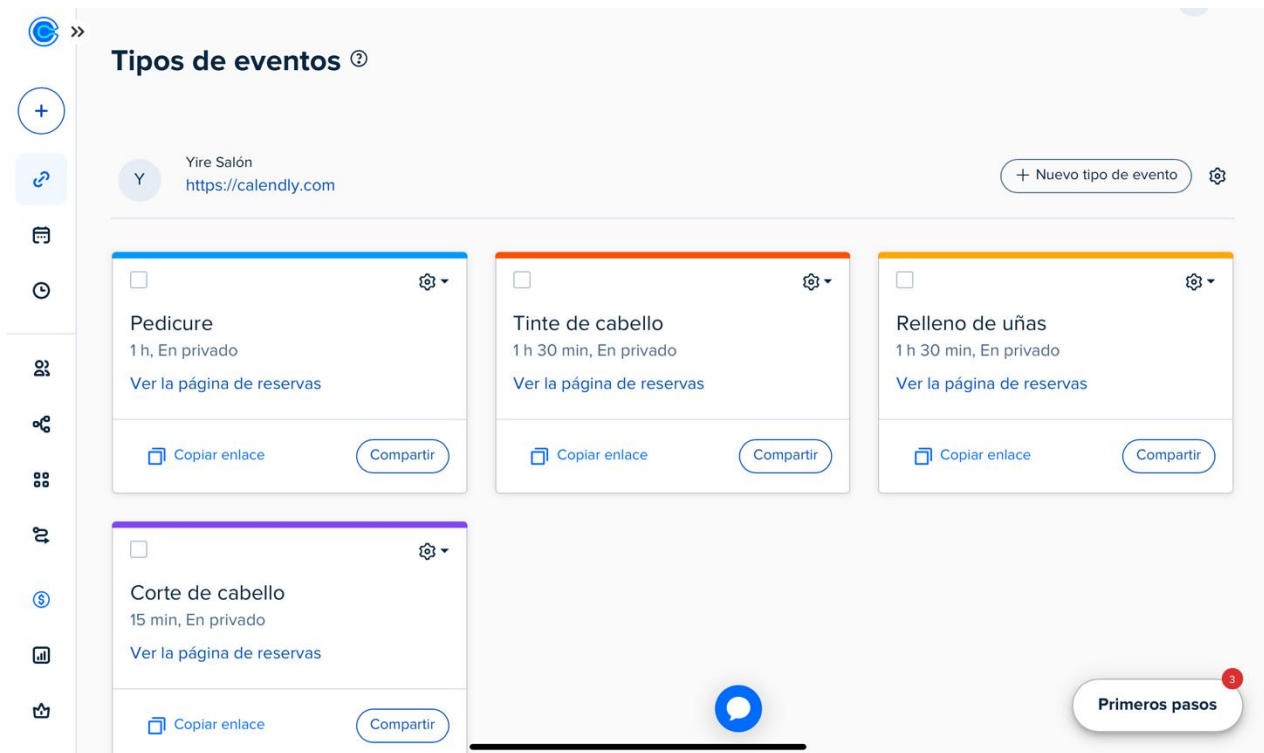 Tipos de eventos
Y
Yire Salón
https://calendly.com
+ Nuevo tipo de evento
Pedicure
1 h, En privado
Ver la página de reservas
Copiar enlace
Compartir
Tinte de cabello
1 h 30 min, En privado
Ver la página de reservas
Copiar enlace
Compartir
Relleno de uñas
1 h 30 min, En privado
Ver la página de reservas
Copiar enlace
Compartir
Corte de cabello
15 min, En privado
Ver la página de reservas
Copiar enlace
Compartir
3
Primeros pasos